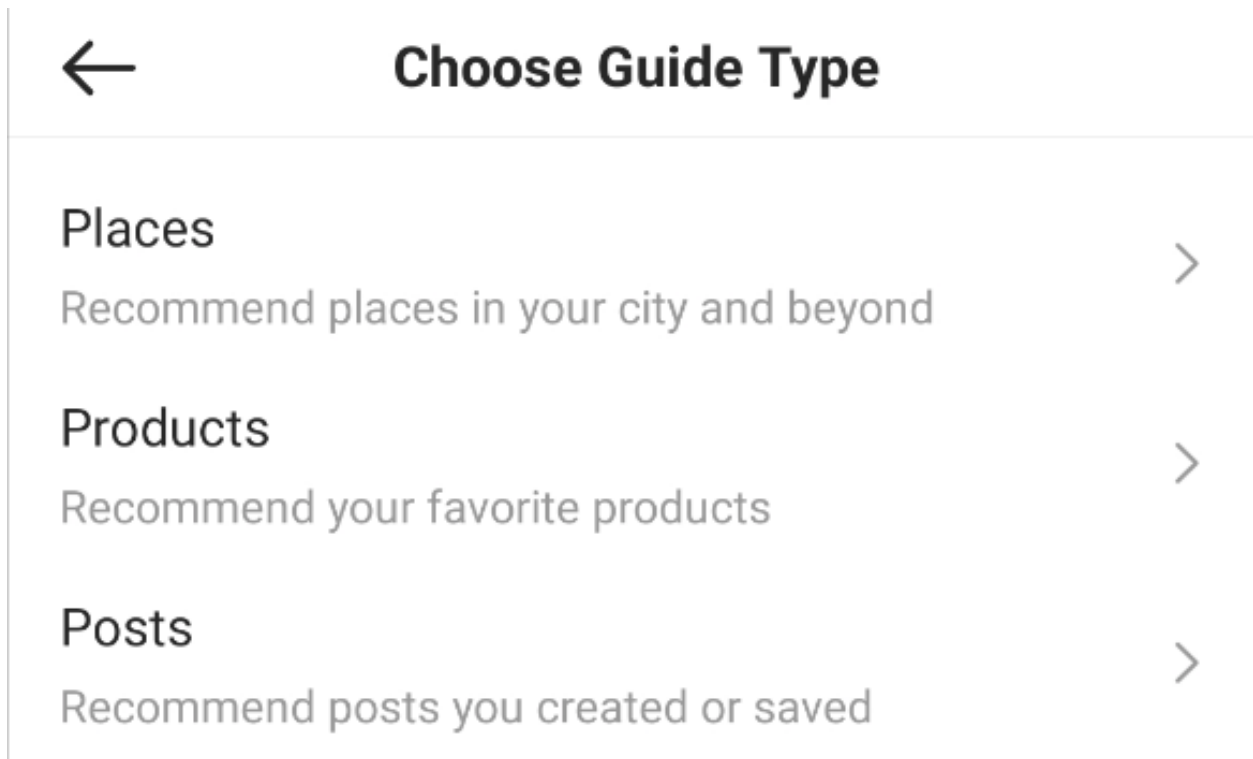 Choose Guide Type
Places
Recommend places in your city and beyond
Products
Recommend your favorite products
Posts
Recommend posts you created or saved